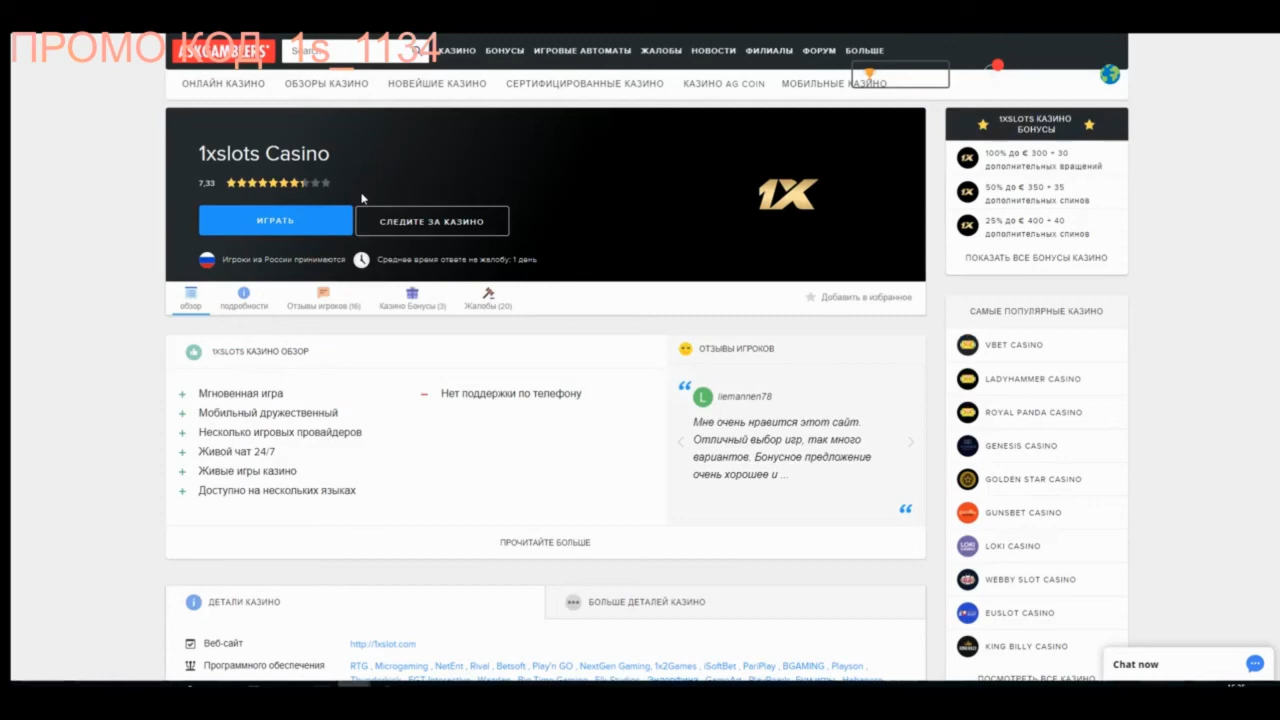 ПРОМО КОД 1s_1134
ASKGAMBLERS
Search
КАЗИНО БОНУСЫ ИГРОВЫЕ АВТОМАТЫ ЖАЛОБЫ НОВОСТИ ФИЛИАЛЫ ФОРУМ БОЛЬШЕ
ОНЛАЙН КАЗИНО ОБЗОРЫ КАЗИНО НОВЕЙШИЕ КАЗИНО СЕРТИФИЦИРОВАННЫЕ КАЗИНО КАЗИНО AG COIN МОБИЛЬНЫЕ КАЗИНО
1xslots Casino
7,33
ИГРАТЬ
СЛЕДИТЕ ЗА КАЗИНО
Игроки из России принимаются
Среднее время ответа на жалобу: 1 день
1X
обзор
подробности
Отзывы игроков (16)
Казино Бонусы (3)
Жалобы (20)
Добавить в избранное
1XSLOTS КАЗИНО ОБЗОР
+ Мгновенная игра
+ Мобильный дружественный
+ Несколько игровых провайдеров
+ Живой чат 24/7
+ Живые игры казино
+ Доступно на нескольких языках
– Нет поддержки по телефону
ОТЗЫВЫ ИГРОКОВ
L liemannen78
Мне очень нравится этот сайт.
Отличный выбор игр, так много
вариантов. Бонусное предложение
очень хорошее и ...
ПРОЧИТАЙТЕ БОЛЬШЕ
ДЕТАЛИ КАЗИНО
БОЛЬШЕ ДЕТАЛЕЙ КАЗИНО
Веб-сайт http://1xslot.com
Программного обеспечения RTG , Microgaming , NetEnt , Rival , Betsoft , Play'n GO , NextGen Gaming, 1x2Games , iSoftBet , PariPlay , BGAMING , Playson ,
1XSLOTS КАЗИНО
БОНУСЫ
1X 100% до € 300 + 30
дополнительных вращений
1X 50% до € 350 + 35
дополнительных спинов
1X 25% до € 400 + 40
дополнительных спинов
ПОКАЗАТЬ ВСЕ БОНУСЫ КАЗИНО
САМЫЕ ПОПУЛЯРНЫЕ КАЗИНО
VBET CASINO
LADYHAMMER CASINO
ROYAL PANDA CASINO
GENESIS CASINO
GOLDEN STAR CASINO
GUNSBET CASINO
LOKI CASINO
WEBBY SLOT CASINO
EUSLOT CASINO
KING BILLY CASINO
ПОСМОТРЕТЬ ВСЕ КАЗИНО
Chat now